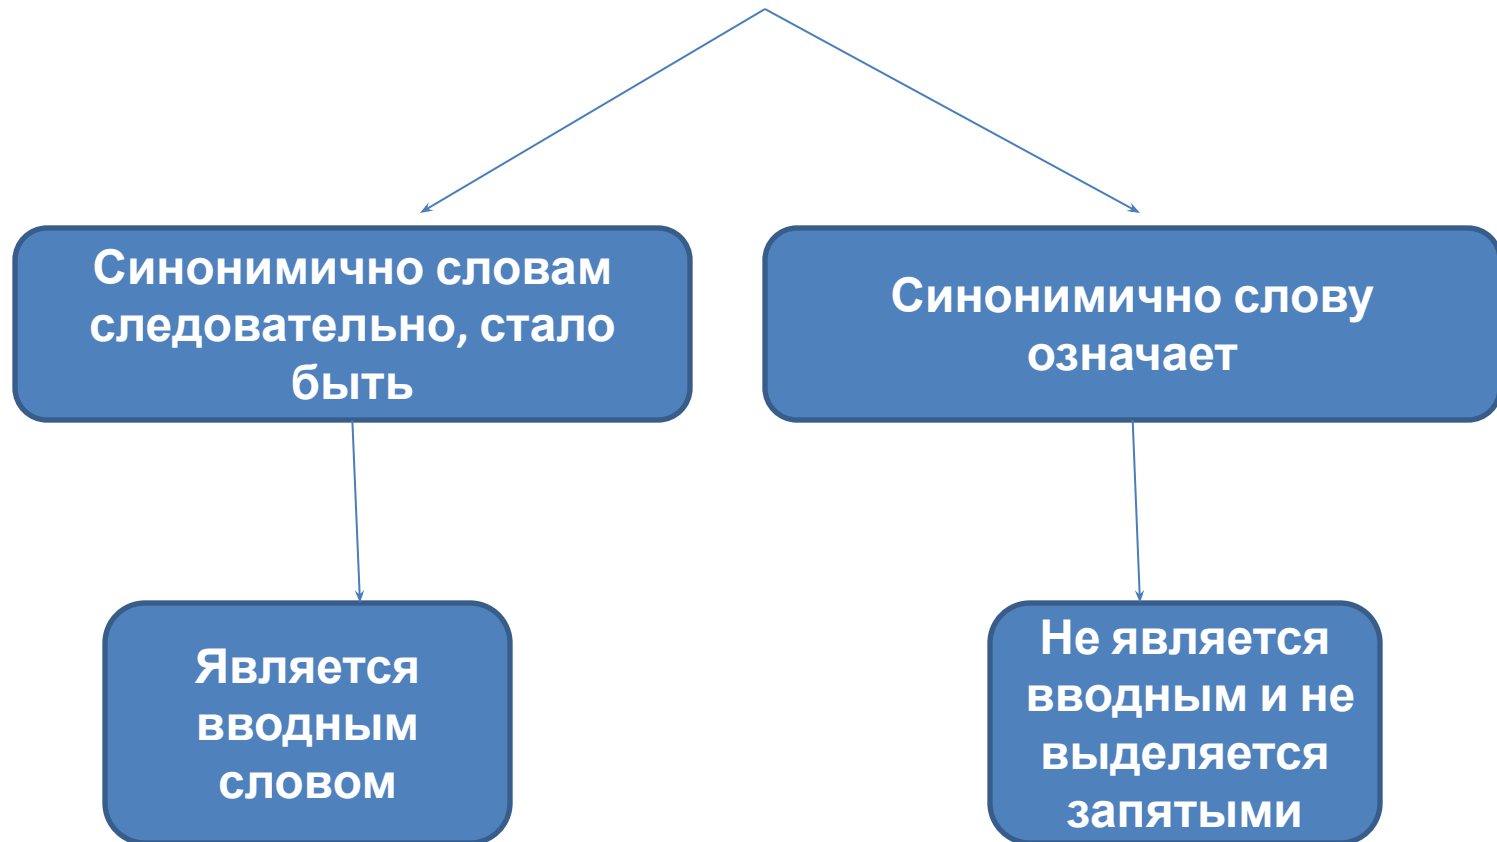 Синонимично словам
следовательно, стало
быть
Синонимично слову
означает
Является
вводным
словом
Не является
вводным и не
выделяется
запятыми